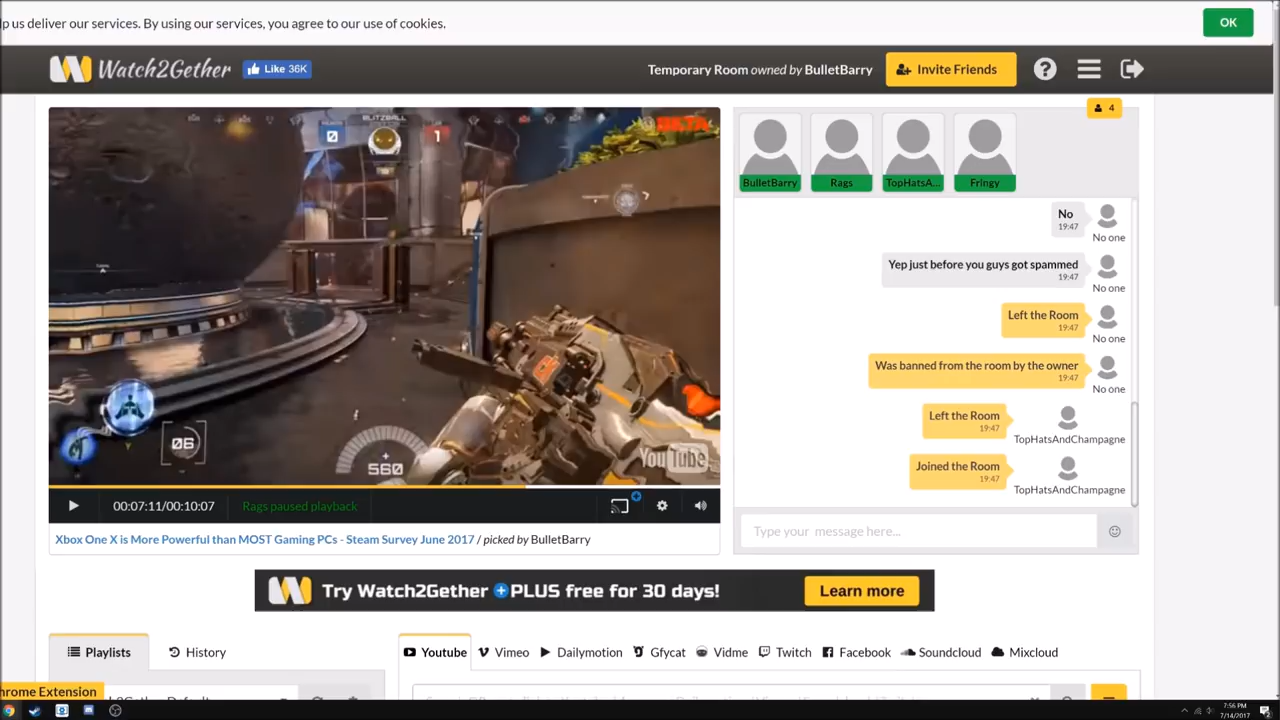 p us deliver our services. By using our services, you agree to our use of cookies.
OK
Watch2Gether
Like 36K
Temporary Room owned by BulletBarry
Invite Friends
4
BLITZBALL
0
1
BETA
BulletBarry
Rags
TopHatsA...
Fringy
No
19:47
No one
Yep just before you guys got spammed
19:47
No one
Left the Room
19:47
No one
Was banned from the room by the owner
19:47
No one
Left the Room
19:47
TopHatsAndChampagne
Joined the Room
19:47
TopHatsAndChampagne
06
560
YouTube
00:07:11/00:10:07
Rags paused playback
Type your message here...
Xbox One X is More Powerful than MOST Gaming PCs - Steam Survey June 2017 / picked by BulletBarry
Try Watch2Gether PLUS free for 30 days!
Learn more
Playlists
History
Youtube
Vimeo
Dailymotion
Gfycat
Vidme
Twitch
Facebook
Soundcloud
Mixcloud
hrome Extension
7:56 PM
7/14/2017